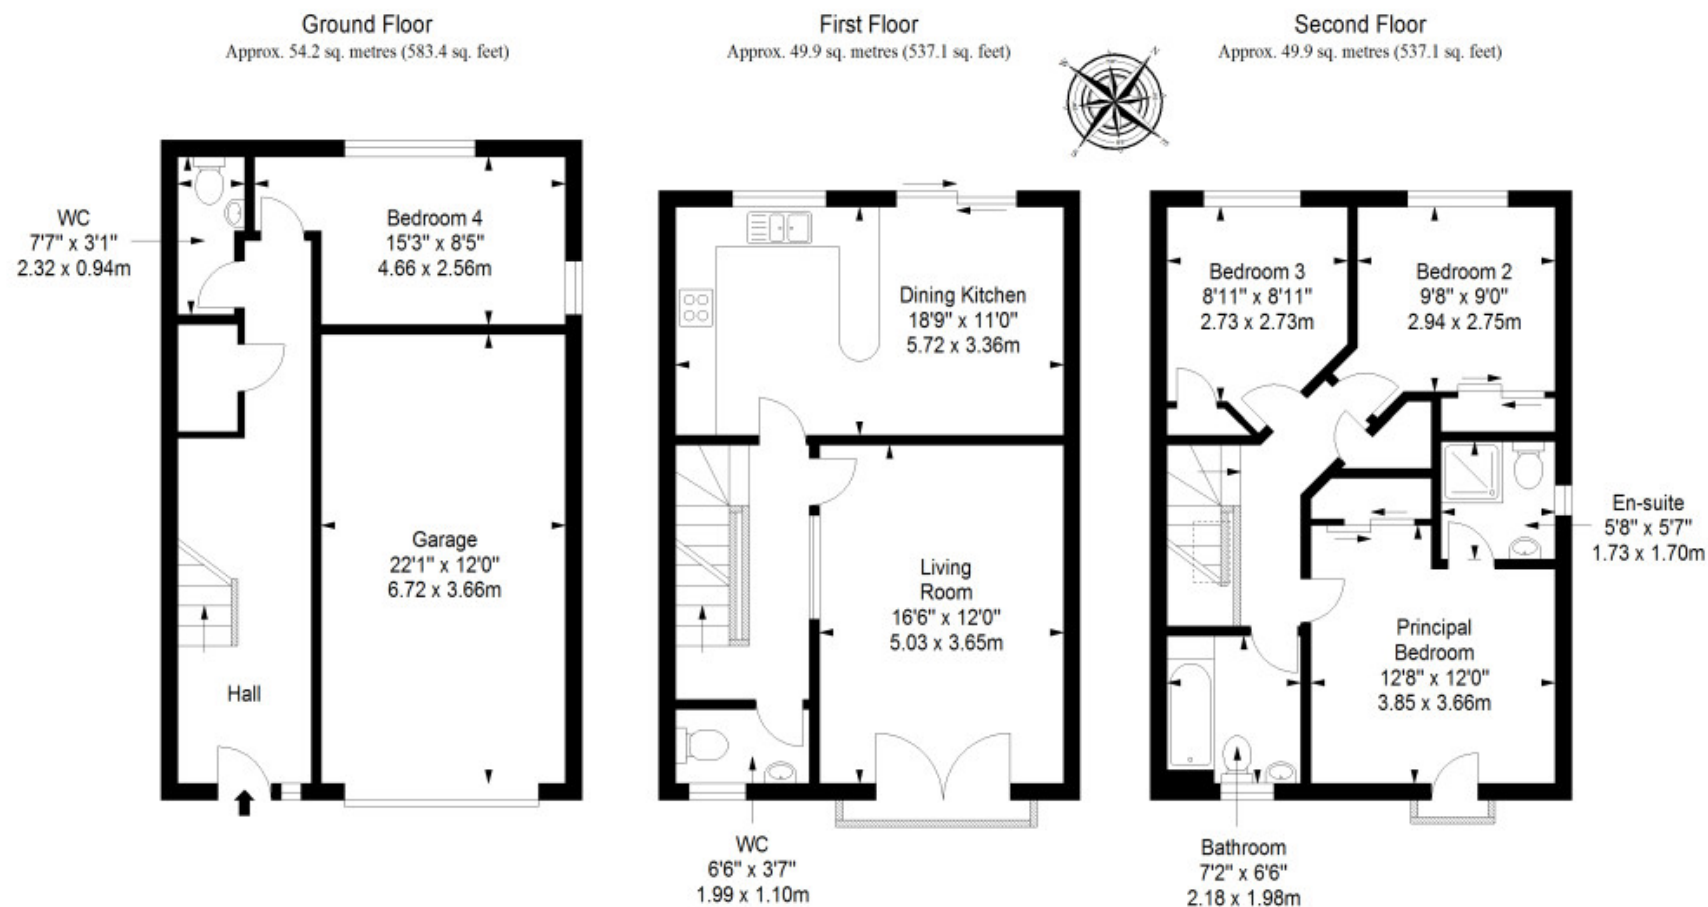 Ground Floor
Approx. 54.2 sq. metres (583.4 sq. feet)
First Floor
Approx. 49.9 sq. metres (537.1 sq. feet)
Second Floor
Approx. 49.9 sq. metres (537.1 sq. feet)
N
W
E
S
WC
7'7" x 3'1"
2.32 x 0.94m
Bedroom 4
15'3" x 8'5"
4.66 x 2.56m
Garage
22'1" x 12'0"
6.72 x 3.66m
Hall
Dining Kitchen
18'9" x 11'0"
5.72 x 3.36m
Living
Room
16'6" x 12'0"
5.03 x 3.65m
WC
6'6" x 3'7"
1.99 x 1.10m
Bedroom 3
8'11" x 8'11"
2.73 x 2.73m
Bedroom 2
9'8" x 9'0"
2.94 x 2.75m
En-suite
5'8" x 5'7"
1.73 x 1.70m
Principal
Bedroom
12'8" x 12'0"
3.85 x 3.66m
Bathroom
7'2" x 6'6"
2.18 x 1.98m